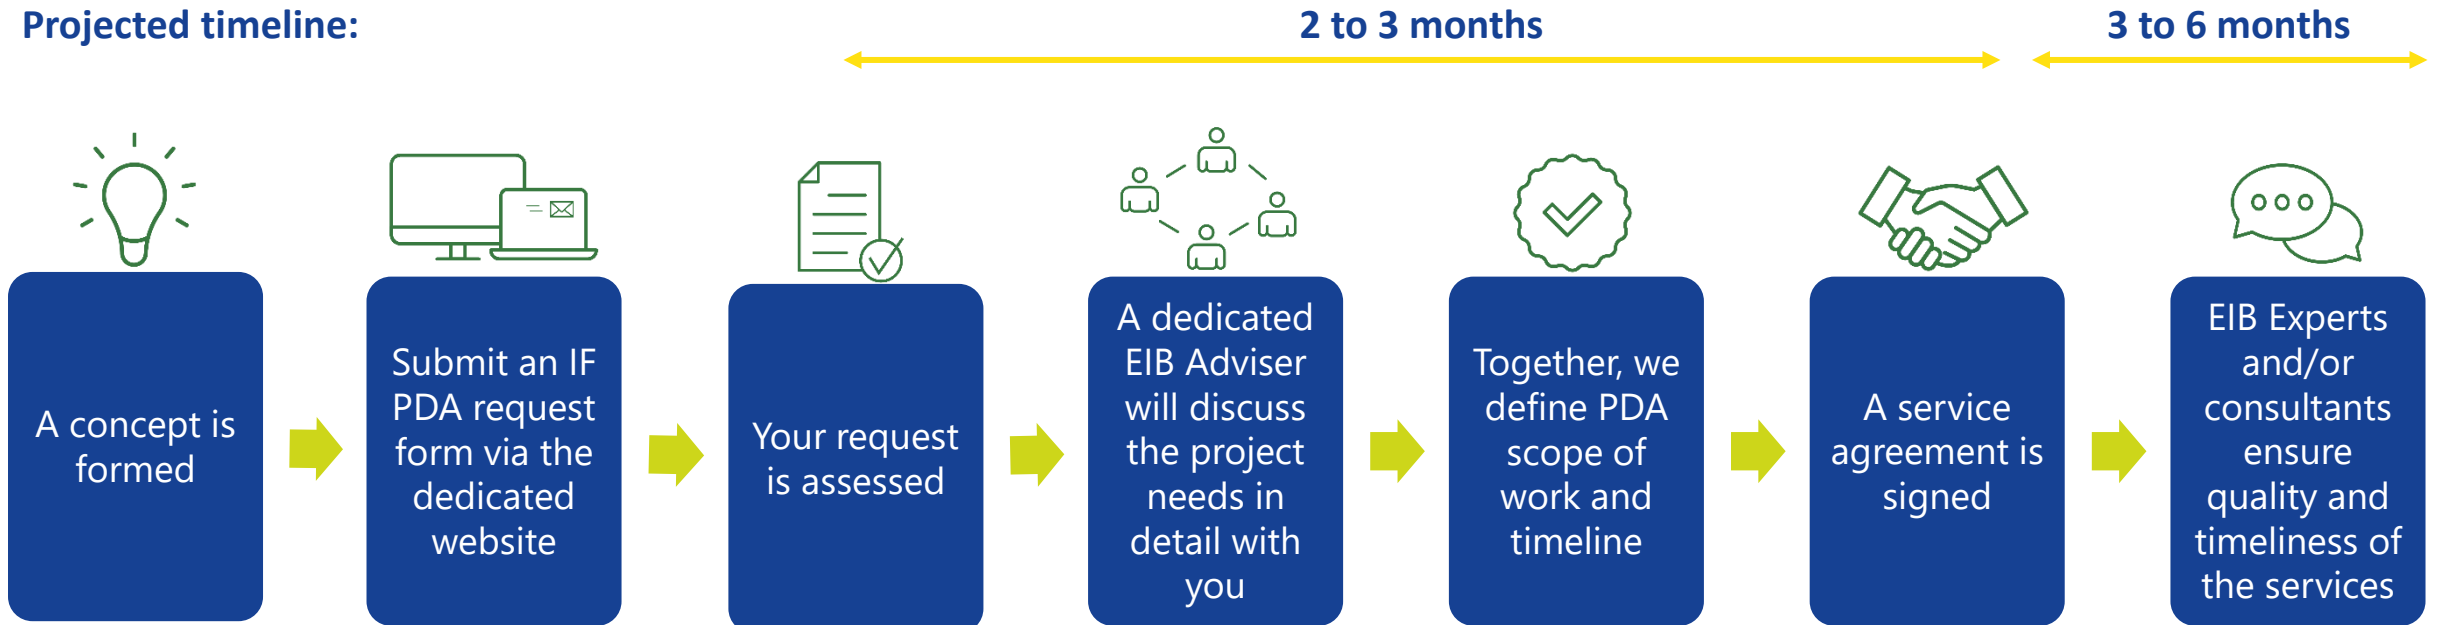 Projected timeline:
2 to 3 months
3 to 6 months
A concept is
formed
Submit an IF
PDA request
form via the
dedicated
website
Your request
is assessed
A dedicated
EIB Adviser
will discuss
the project
needs in
detail with
you
Together, we
define PDA
scope of
work and
timeline
A service
agreement is
signed
EIB Experts
and/or
consultants
ensure
quality and
timeliness of
the services